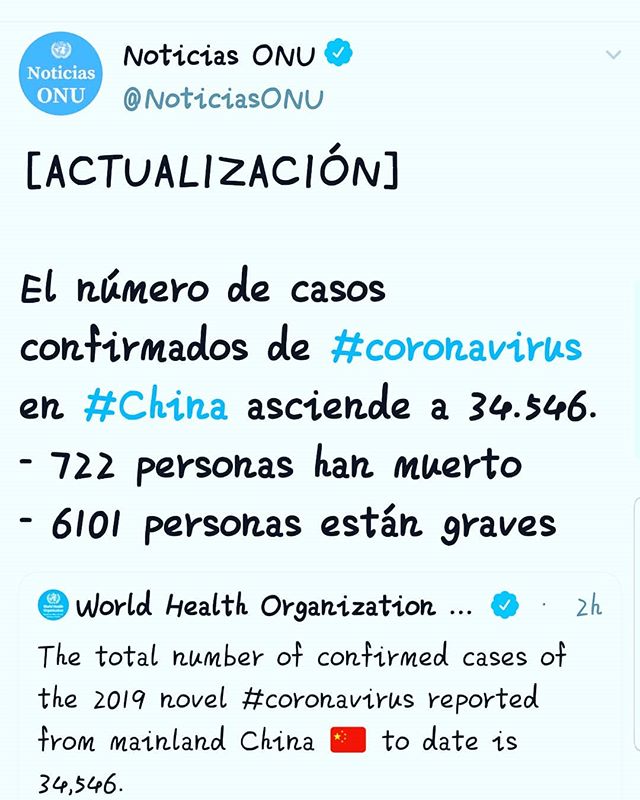 Noticias ONU
@NoticiasONU
Noticias
ONU
[ACTUALIZACIÓN]
El número de casos
confirmados de #coronavirus
en #China asciende a 34.546.
- 722 personas han muerto
- 6101 personas están graves
World Health Organization ... · 2h
The total number of confirmed cases of
the 2019 novel #coronavirus reported
from mainland China 🇨🇳 to date is
34,546.